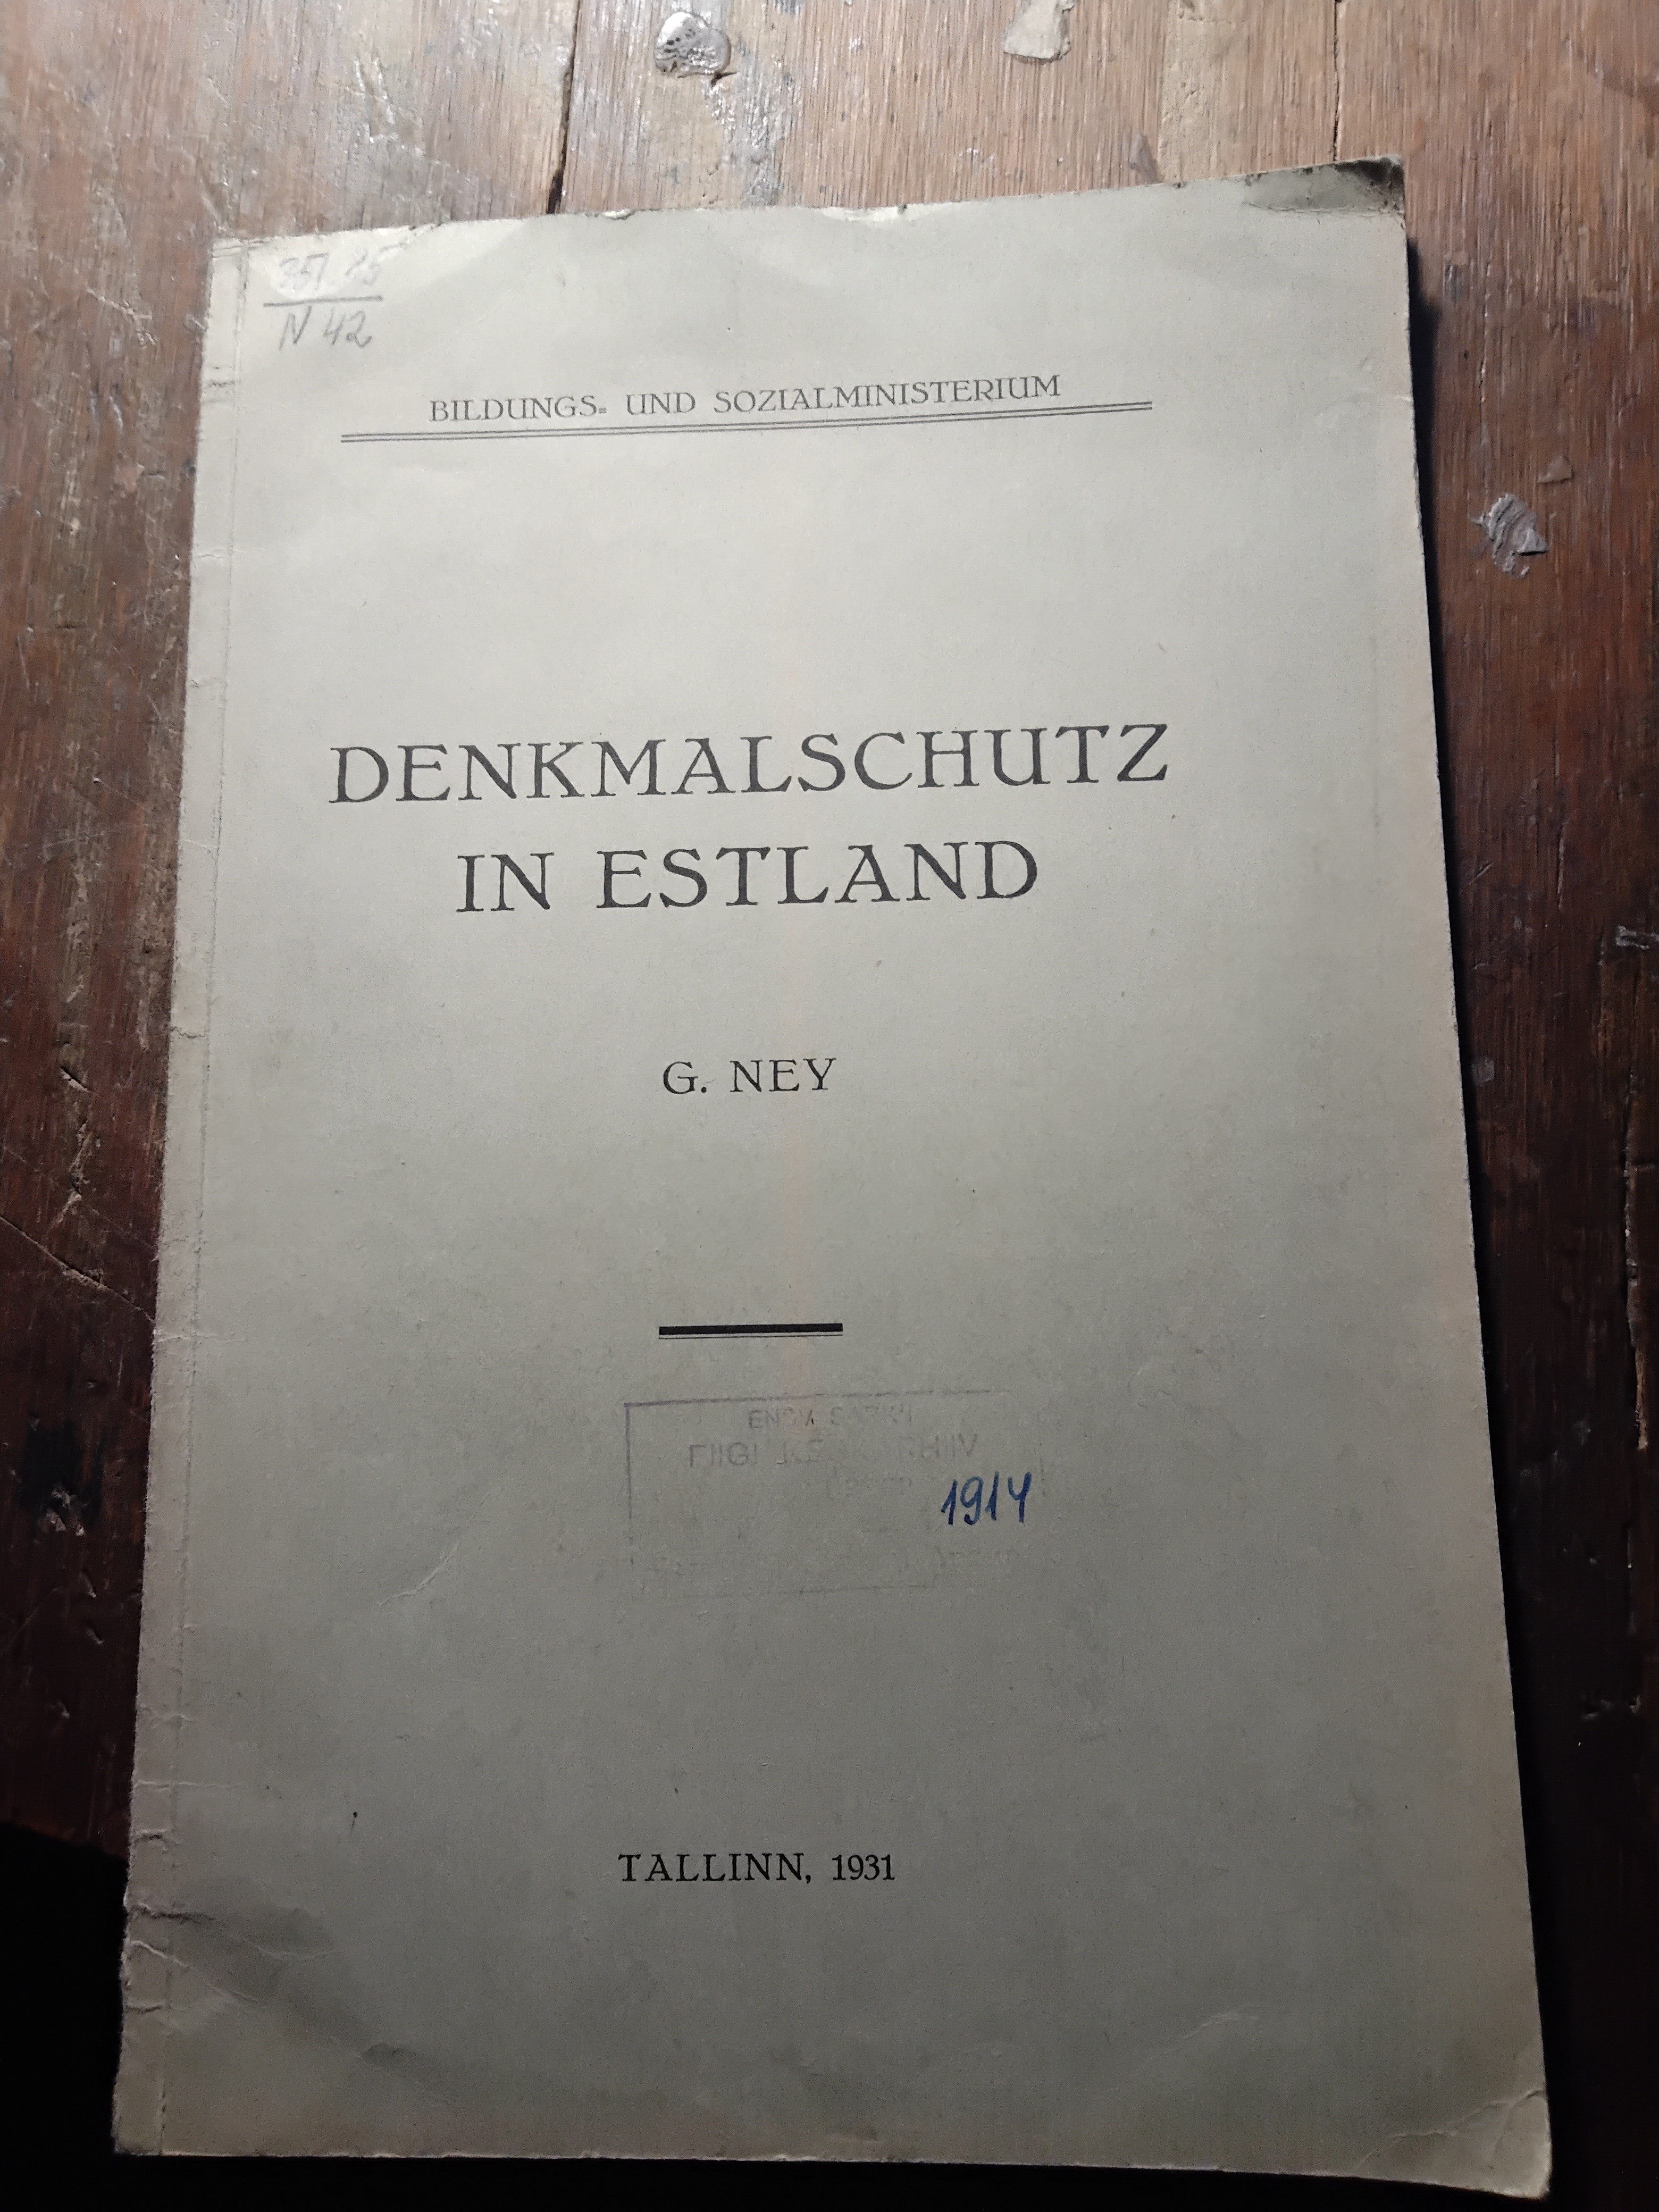 N 42
BILDUNGS= UND SOZIALMINISTERIUM
DENKMALSCHUTZ
IN ESTLAND
G. NEY
1914
TALLINN, 1931